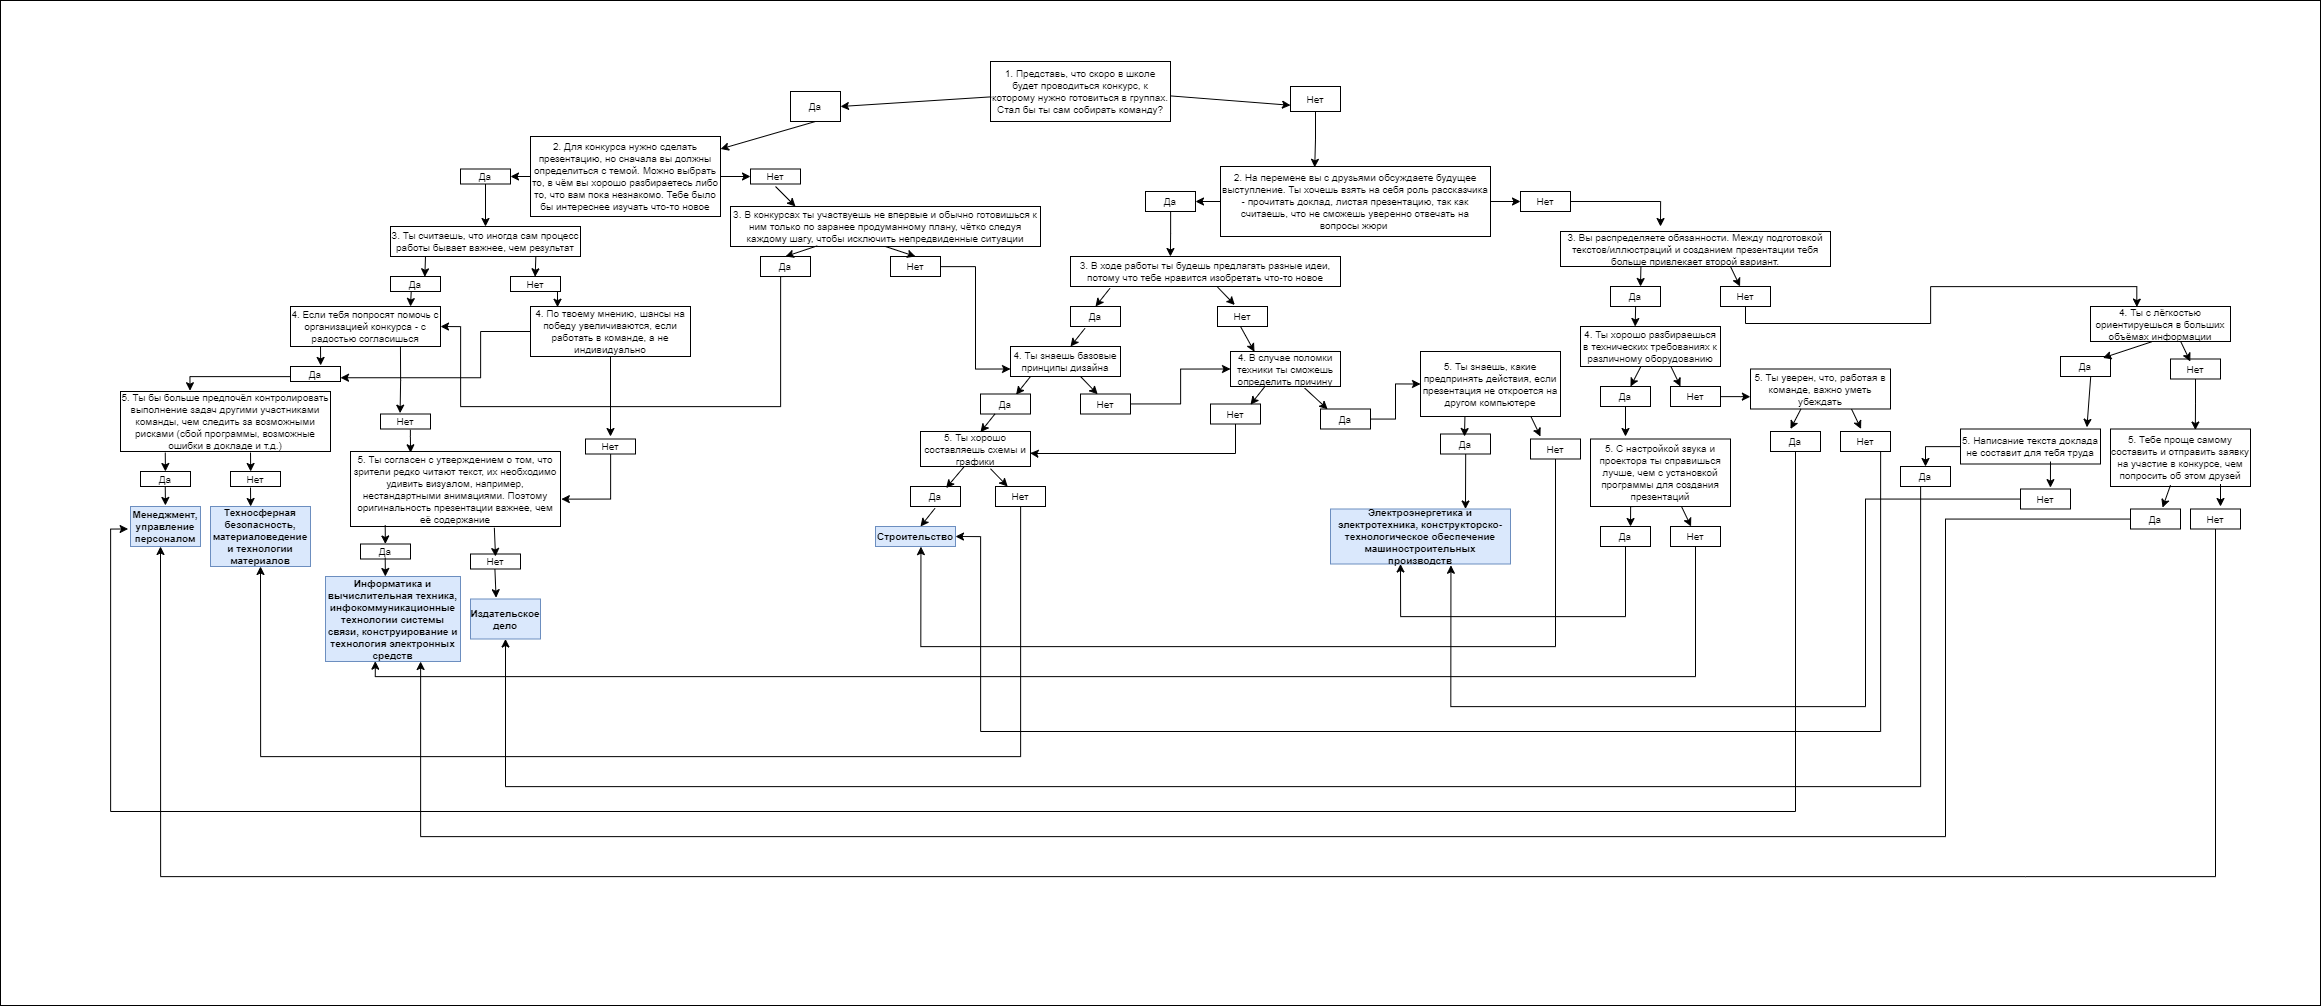 1. Представь, что скоро в школе
будет проводиться конкурс, к
которому нужно готовиться в группах.
Стал бы ты сам собирать команду?
Да
Нет
2. Для конкурса нужно сделать
презентацию, но сначала вы должны
определиться с темой. Можно выбрать
то, в чём вы хорошо разбираетесь либо
то, что вам пока незнакомо. Тебе было
бы интереснее изучать что-то новое
Да
Нет
2. На перемене вы с друзьями обсуждаете будущее
выступление. Ты хочешь взять на себя роль рассказчика
- прочитать доклад, листая презентацию, так как
считаешь, что не сможешь уверенно отвечать на
вопросы жюри
Да
Нет
3. Ты считаешь, что иногда сам процесс
работы бывает важнее, чем результат
Да
Нет
3. В конкурсах ты участвуешь не впервые и обычно готовишься к
ним только по заранее продуманному плану, чётко следуя
каждому шагу, чтобы исключить непредвиденные ситуации
Да
Нет
3. В ходе работы ты будешь предлагать разные идеи,
потому что тебе нравится изобретать что-то новое
Да
Нет
3. Вы распределяете обязанности. Между подготовкой
текстов/иллюстраций и созданием презентации тебя
больше привлекает второй вариант.
Да
Нет
4. Если тебя попросят помочь с
организацией конкурса - с
радостью согласишься
Да
Нет
4. По твоему мнению, шансы на
победу увеличиваются, если
работать в команде, а не
индивидуально
Нет
4. Ты знаешь базовые
принципы дизайна
Да
Нет
4. В случае поломки
техники ты сможешь
определить причину
Нет
Да
4. Ты хорошо разбираешься
в технических требованиях к
различному оборудованию
Да
Нет
4. Ты с лёгкостью
ориентируешься в больших
объёмах информации
Да
Нет
5. Ты бы больше предпочёл контролировать
выполнение задач другими участниками
команды, чем следить за возможными
рисками (сбой программы, возможные
ошибки в докладе и т.д.)
Да
Нет
5. Ты согласен с утверждением о том, что
зрители редко читают текст, их необходимо
удивить визуалом, например,
нестандартными анимациями. Поэтому
оригинальность презентации важнее, чем
её содержание
Да
Нет
5. Ты хорошо
составляешь схемы и
графики
Да
Нет
5. Ты знаешь, какие
предпринять действия, если
презентация не откроется на
другом компьютере
Да
Нет
5. С настройкой звука и
проектора ты справишься
лучше, чем с установкой
программы для создания
презентаций
Да
Нет
5. Ты уверен, что, работая в
команде, важно уметь
убеждать
Да
Нет
5. Написание текста доклада
не составит для тебя труда
Да
Нет
5. Тебе проще самому
составить и отправить заявку
на участие в конкурсе, чем
попросить об этом друзей
Да
Нет
Менеджмент,
управление
персоналом
Техносферная
безопасность,
материаловедение
и технологии
материалов
Информатика и
вычислительная техника,
инфокоммуникационные
технологии системы
связи, конструирование и
технология электронных
средств
Издательское
дело
Строительство
Электроэнергетика и
электротехника, конструкторско-
технологическое обеспечение
машиностроительных
производств